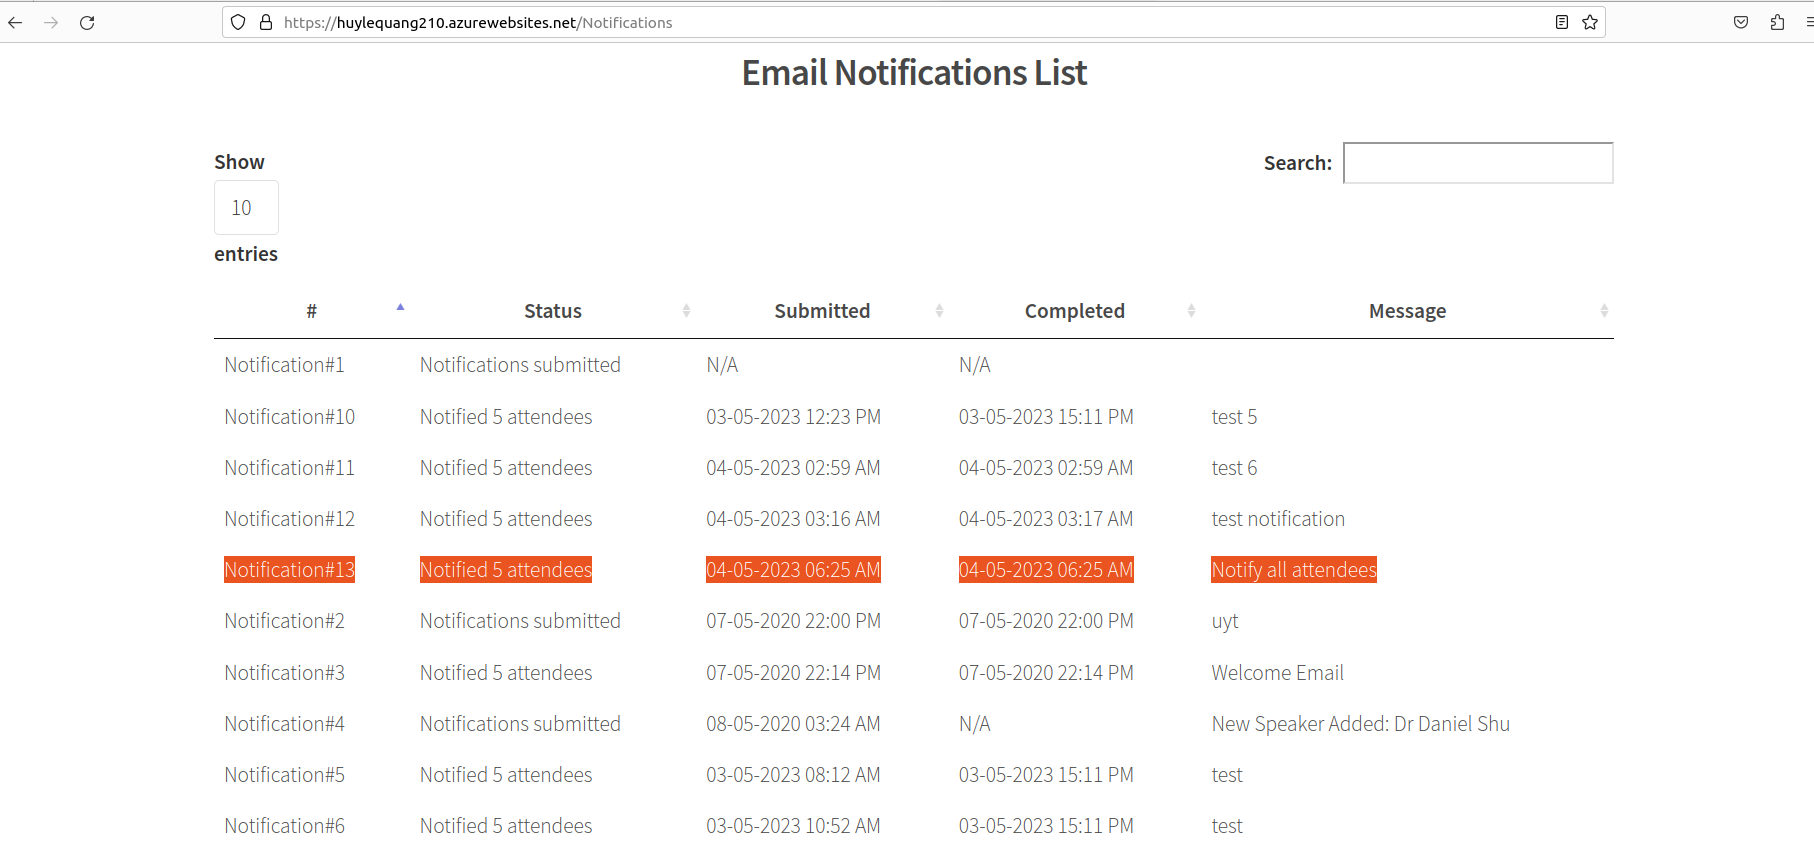 https://huylequang210.azurewebsites.net/Notifications
Email Notifications List
Show
Search:
10
entries
# Status Submitted Completed Message
Notification#1 Notifications submitted N/A N/A
Notification#10 Notified 5 attendees 03-05-2023 12:23 PM 03-05-2023 15:11 PM test 5
Notification#11 Notified 5 attendees 04-05-2023 02:59 AM 04-05-2023 02:59 AM test 6
Notification#12 Notified 5 attendees 04-05-2023 03:16 AM 04-05-2023 03:17 AM test notification
Notification#13 Notified 5 attendees 04-05-2023 06:25 AM 04-05-2023 06:25 AM Notify all attendees
Notification#2 Notifications submitted 07-05-2020 22:00 PM 07-05-2020 22:00 PM uyt
Notification#3 Notified 5 attendees 07-05-2020 22:14 PM 07-05-2020 22:14 PM Welcome Email
Notification#4 Notifications submitted 08-05-2020 03:24 AM N/A New Speaker Added: Dr Daniel Shu
Notification#5 Notified 5 attendees 03-05-2023 08:12 AM 03-05-2023 15:11 PM test
Notification#6 Notified 5 attendees 03-05-2023 10:52 AM 03-05-2023 15:11 PM test